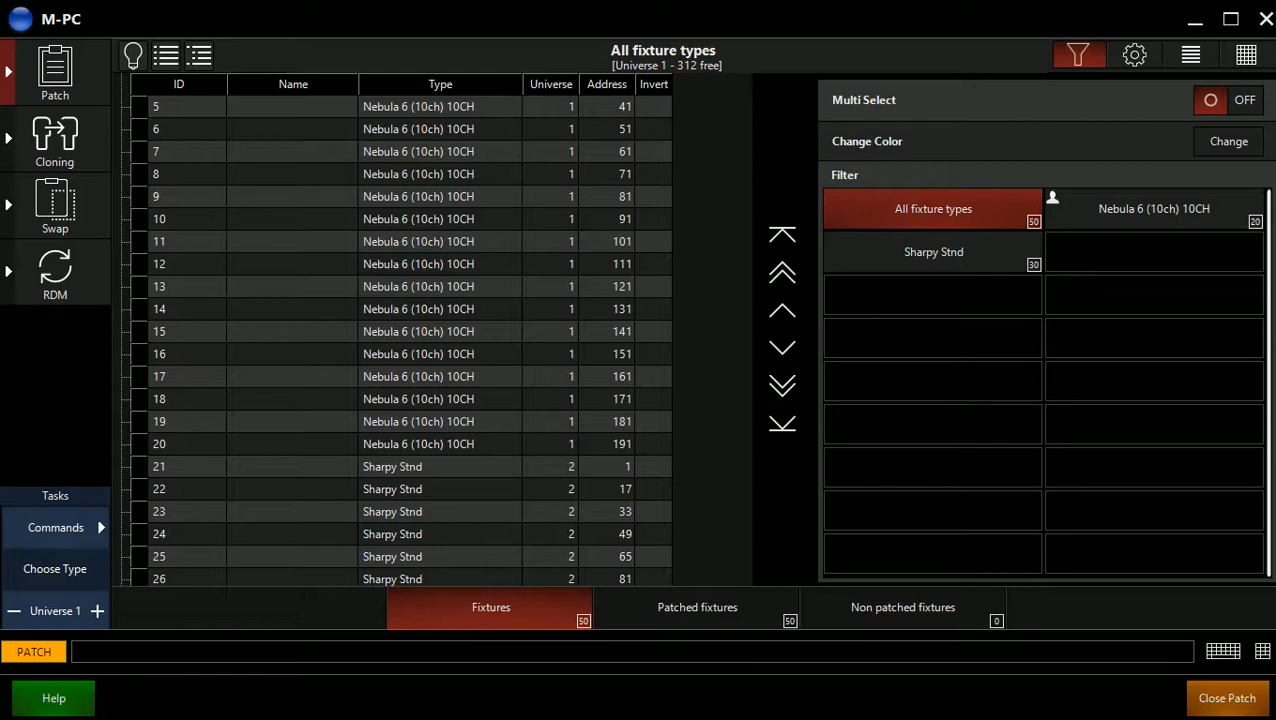 M-PC
All fixture types
[Universe 1 - 312 free]
Patch
Cloning
Swap
RDM
ID Name Type Universe Address Invert
5 Nebula 6 (10ch) 10CH 1 41
6 Nebula 6 (10ch) 10CH 1 51
7 Nebula 6 (10ch) 10CH 1 61
8 Nebula 6 (10ch) 10CH 1 71
9 Nebula 6 (10ch) 10CH 1 81
10 Nebula 6 (10ch) 10CH 1 91
11 Nebula 6 (10ch) 10CH 1 101
12 Nebula 6 (10ch) 10CH 1 111
13 Nebula 6 (10ch) 10CH 1 121
14 Nebula 6 (10ch) 10CH 1 131
15 Nebula 6 (10ch) 10CH 1 141
16 Nebula 6 (10ch) 10CH 1 151
17 Nebula 6 (10ch) 10CH 1 161
18 Nebula 6 (10ch) 10CH 1 171
19 Nebula 6 (10ch) 10CH 1 181
20 Nebula 6 (10ch) 10CH 1 191
21 Sharpy Stnd 2 1
22 Sharpy Stnd 2 17
23 Sharpy Stnd 2 33
24 Sharpy Stnd 2 49
25 Sharpy Stnd 2 65
26 Sharpy Stnd 2 81
Multi Select OFF
Change Color Change
Filter
All fixture types 50 Nebula 6 (10ch) 10CH 20
Sharpy Stnd 30
Tasks
Commands
Choose Type
Universe 1
Fixtures 50 Patched fixtures 50 Non patched fixtures 0
PATCH
Help Close Patch